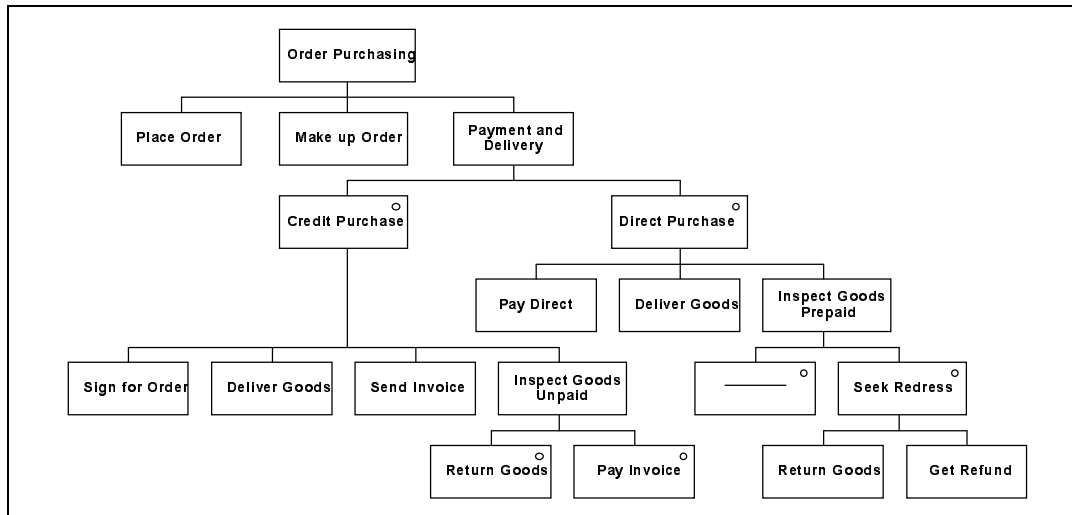 Order Purchasing
Place Order
Make up Order
Payment and
Delivery
Credit Purchase
Direct Purchase
Pay Direct
Deliver Goods
Inspect Goods
Prepaid
Sign for Order
Deliver Goods
Send Invoice
Inspect Goods
Unpaid
Seek Redress
Return Goods
Pay Invoice
Return Goods
Get Refund